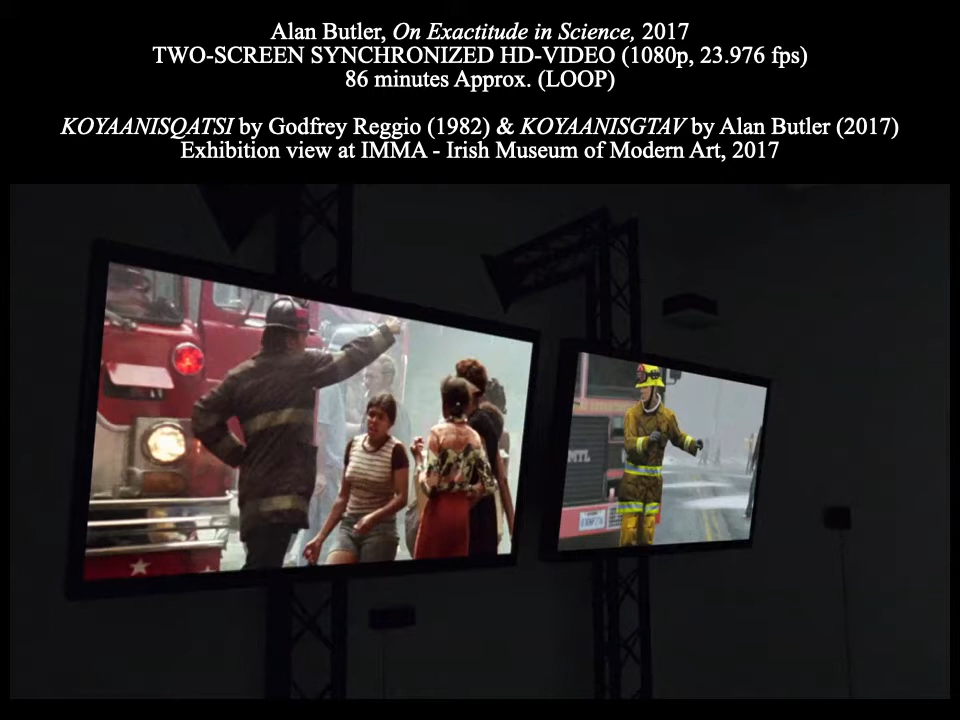 Alan Butler, On Exactitude in Science, 2017
TWO-SCREEN SYNCHRONIZED HD-VIDEO (1080p, 23.976 fps)
86 minutes Approx. (LOOP)
KOYAANISQATSI by Godfrey Reggio (1982) & KOYAANISGTAV by Alan Butler (2017)
Exhibition view at IMMA - Irish Museum of Modern Art, 2017